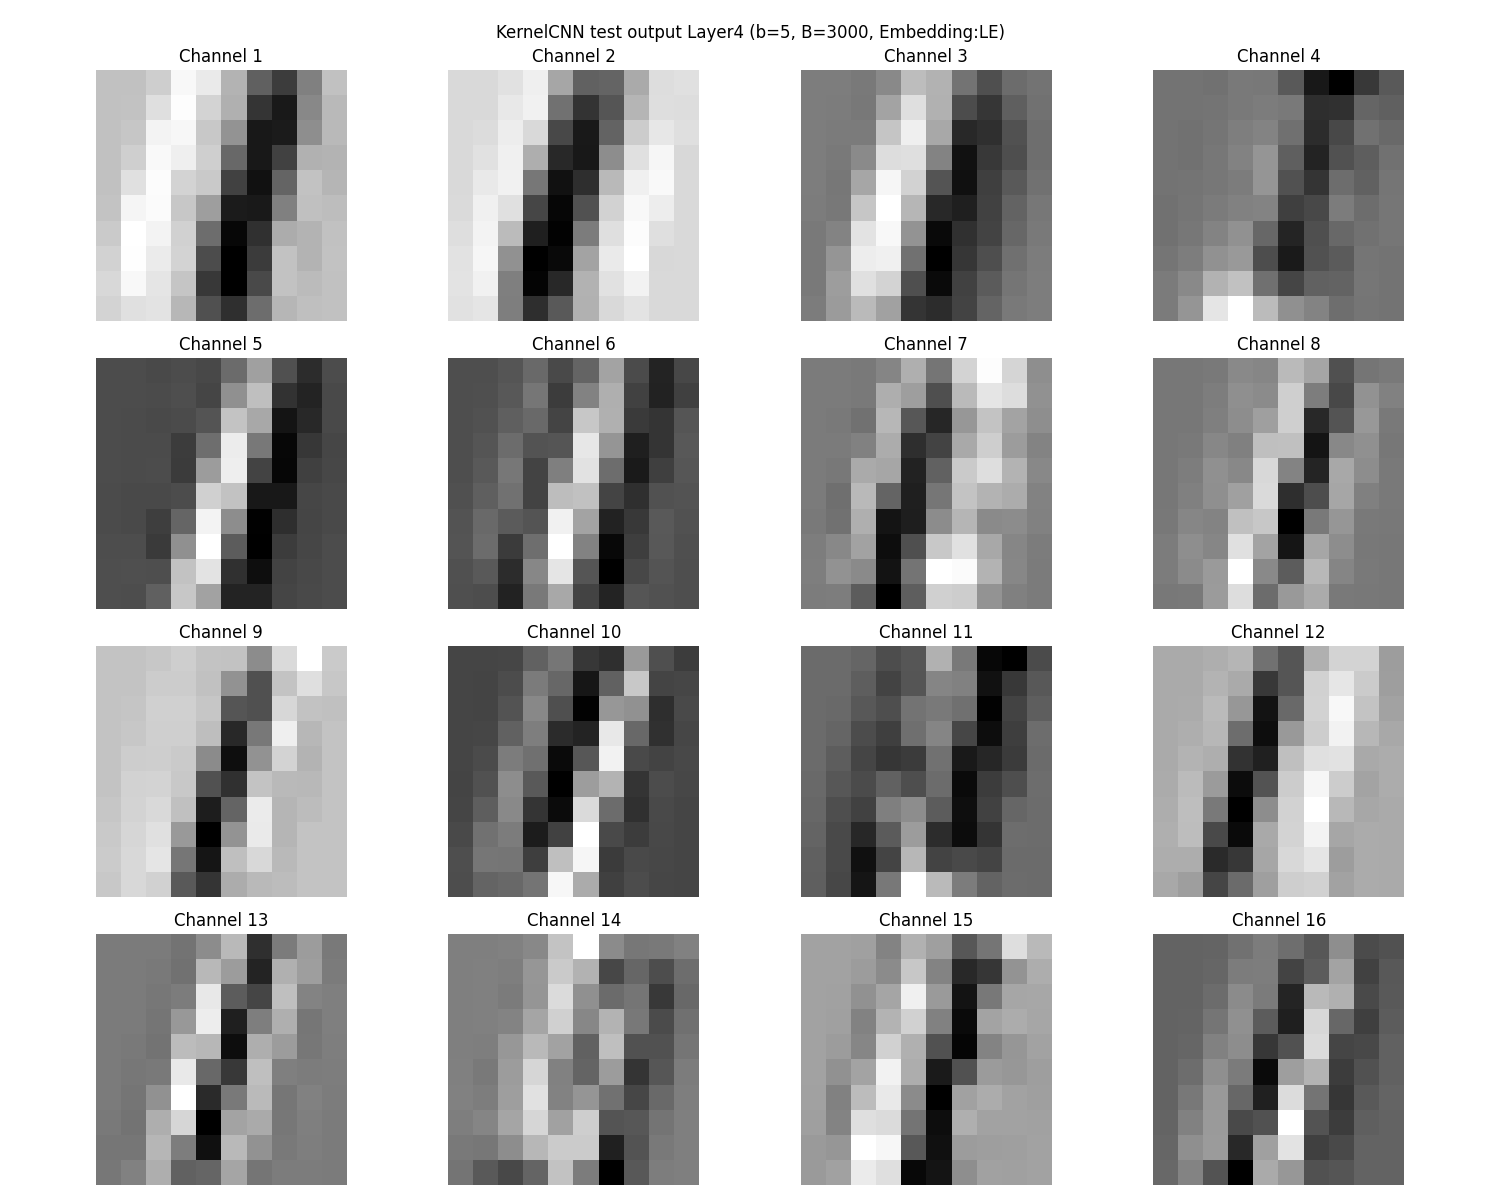 KernelCNN test output Layer4 (b=5, B=3000, Embedding:LE)
Channel 1 Channel 2 Channel 3 Channel 4
Channel 5 Channel 6 Channel 7 Channel 8
Channel 9 Channel 10 Channel 11 Channel 12
Channel 13 Channel 14 Channel 15 Channel 16